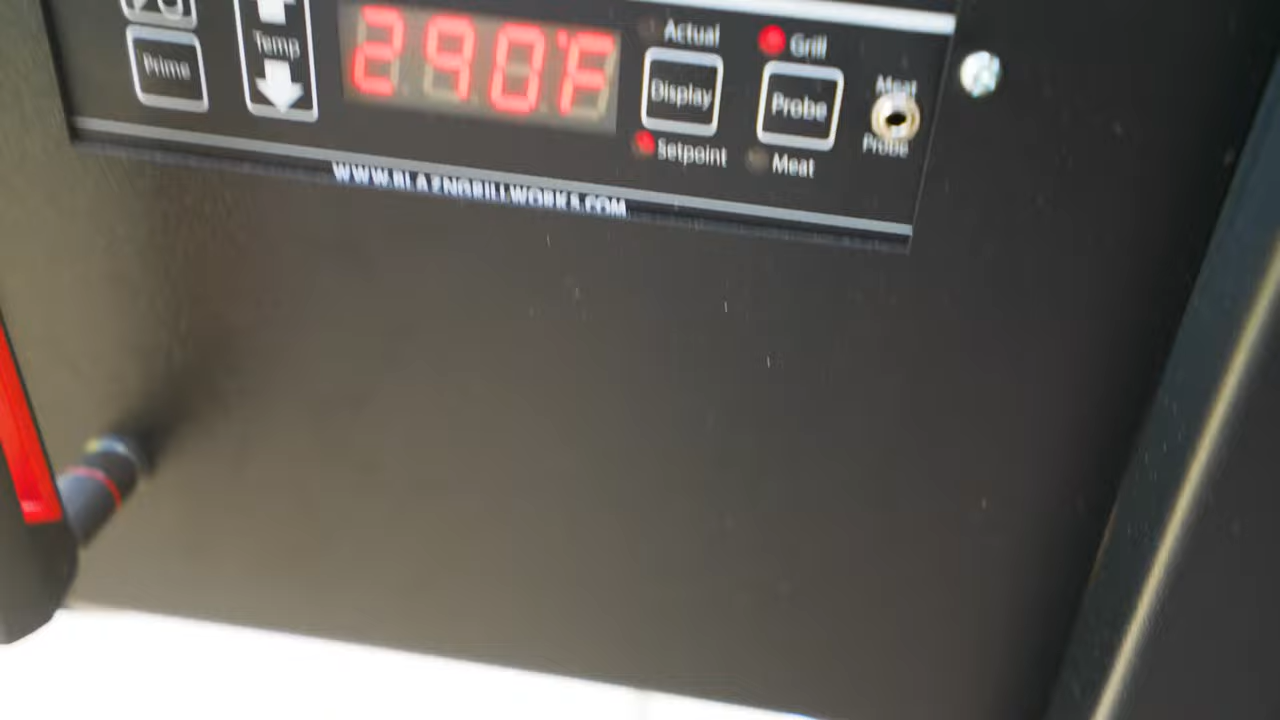 Actual
Grill
Temp
290°F
Prime
Display
Probe
Meat
Probe
Setpoint
Meat
WWW.BLAZNGRILLWORKS.COM